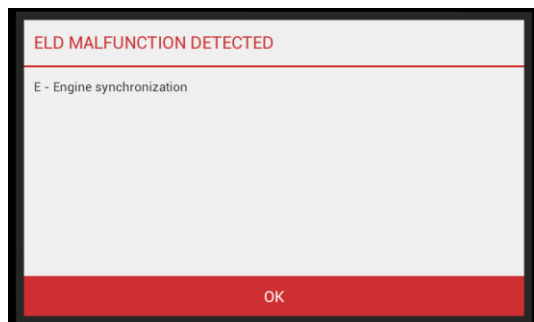 ELD MALFUNCTION DETECTED
E - Engine synchronization
OK